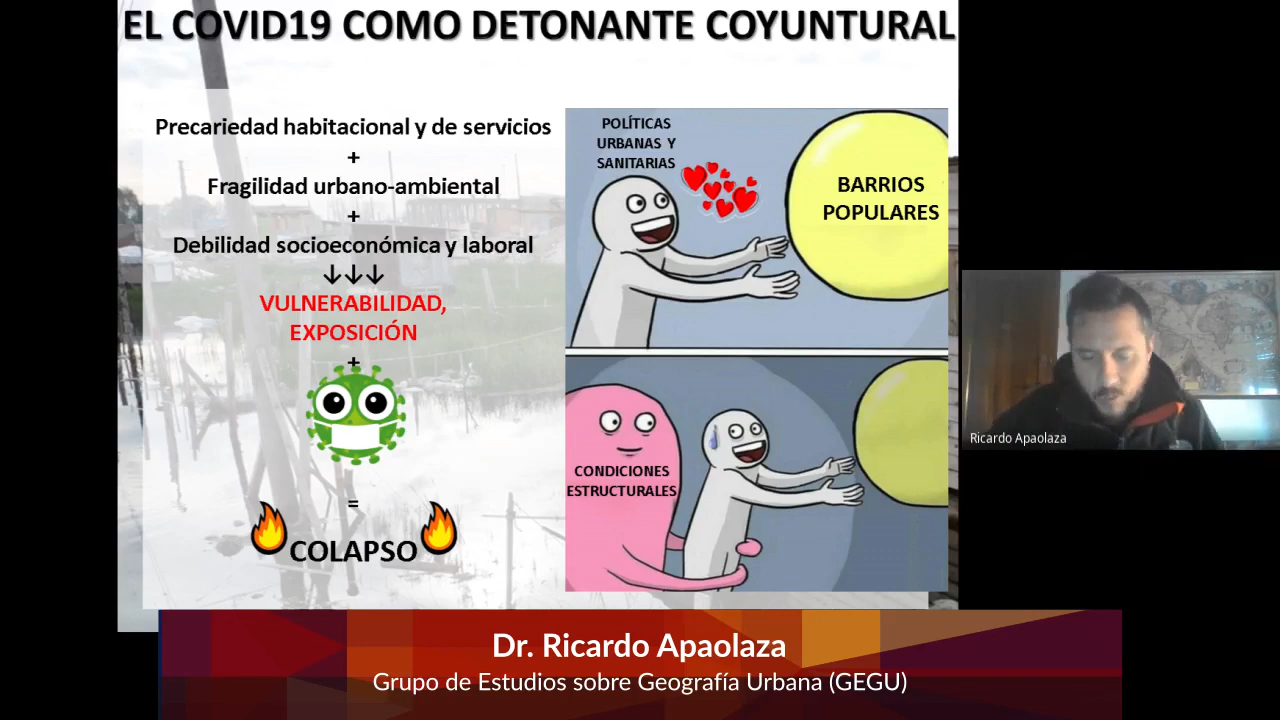 EL COVID19 COMO DETONANTE COYUNTURAL
Precariedad habitacional y de servicios
+
Fragilidad urbano-ambiental
+
Debilidad socioeconómica y laboral
↓↓↓
VULNERABILIDAD,
EXPOSICIÓN
+
=
COLAPSO
POLÍTICAS
URBANAS Y
SANITARIAS
BARRIOS
POPULARES
CONDICIONES
ESTRUCTURALES
Ricardo Apaolaza
Dr. Ricardo Apaolaza
Grupo de Estudios sobre Geografía Urbana (GEGU)